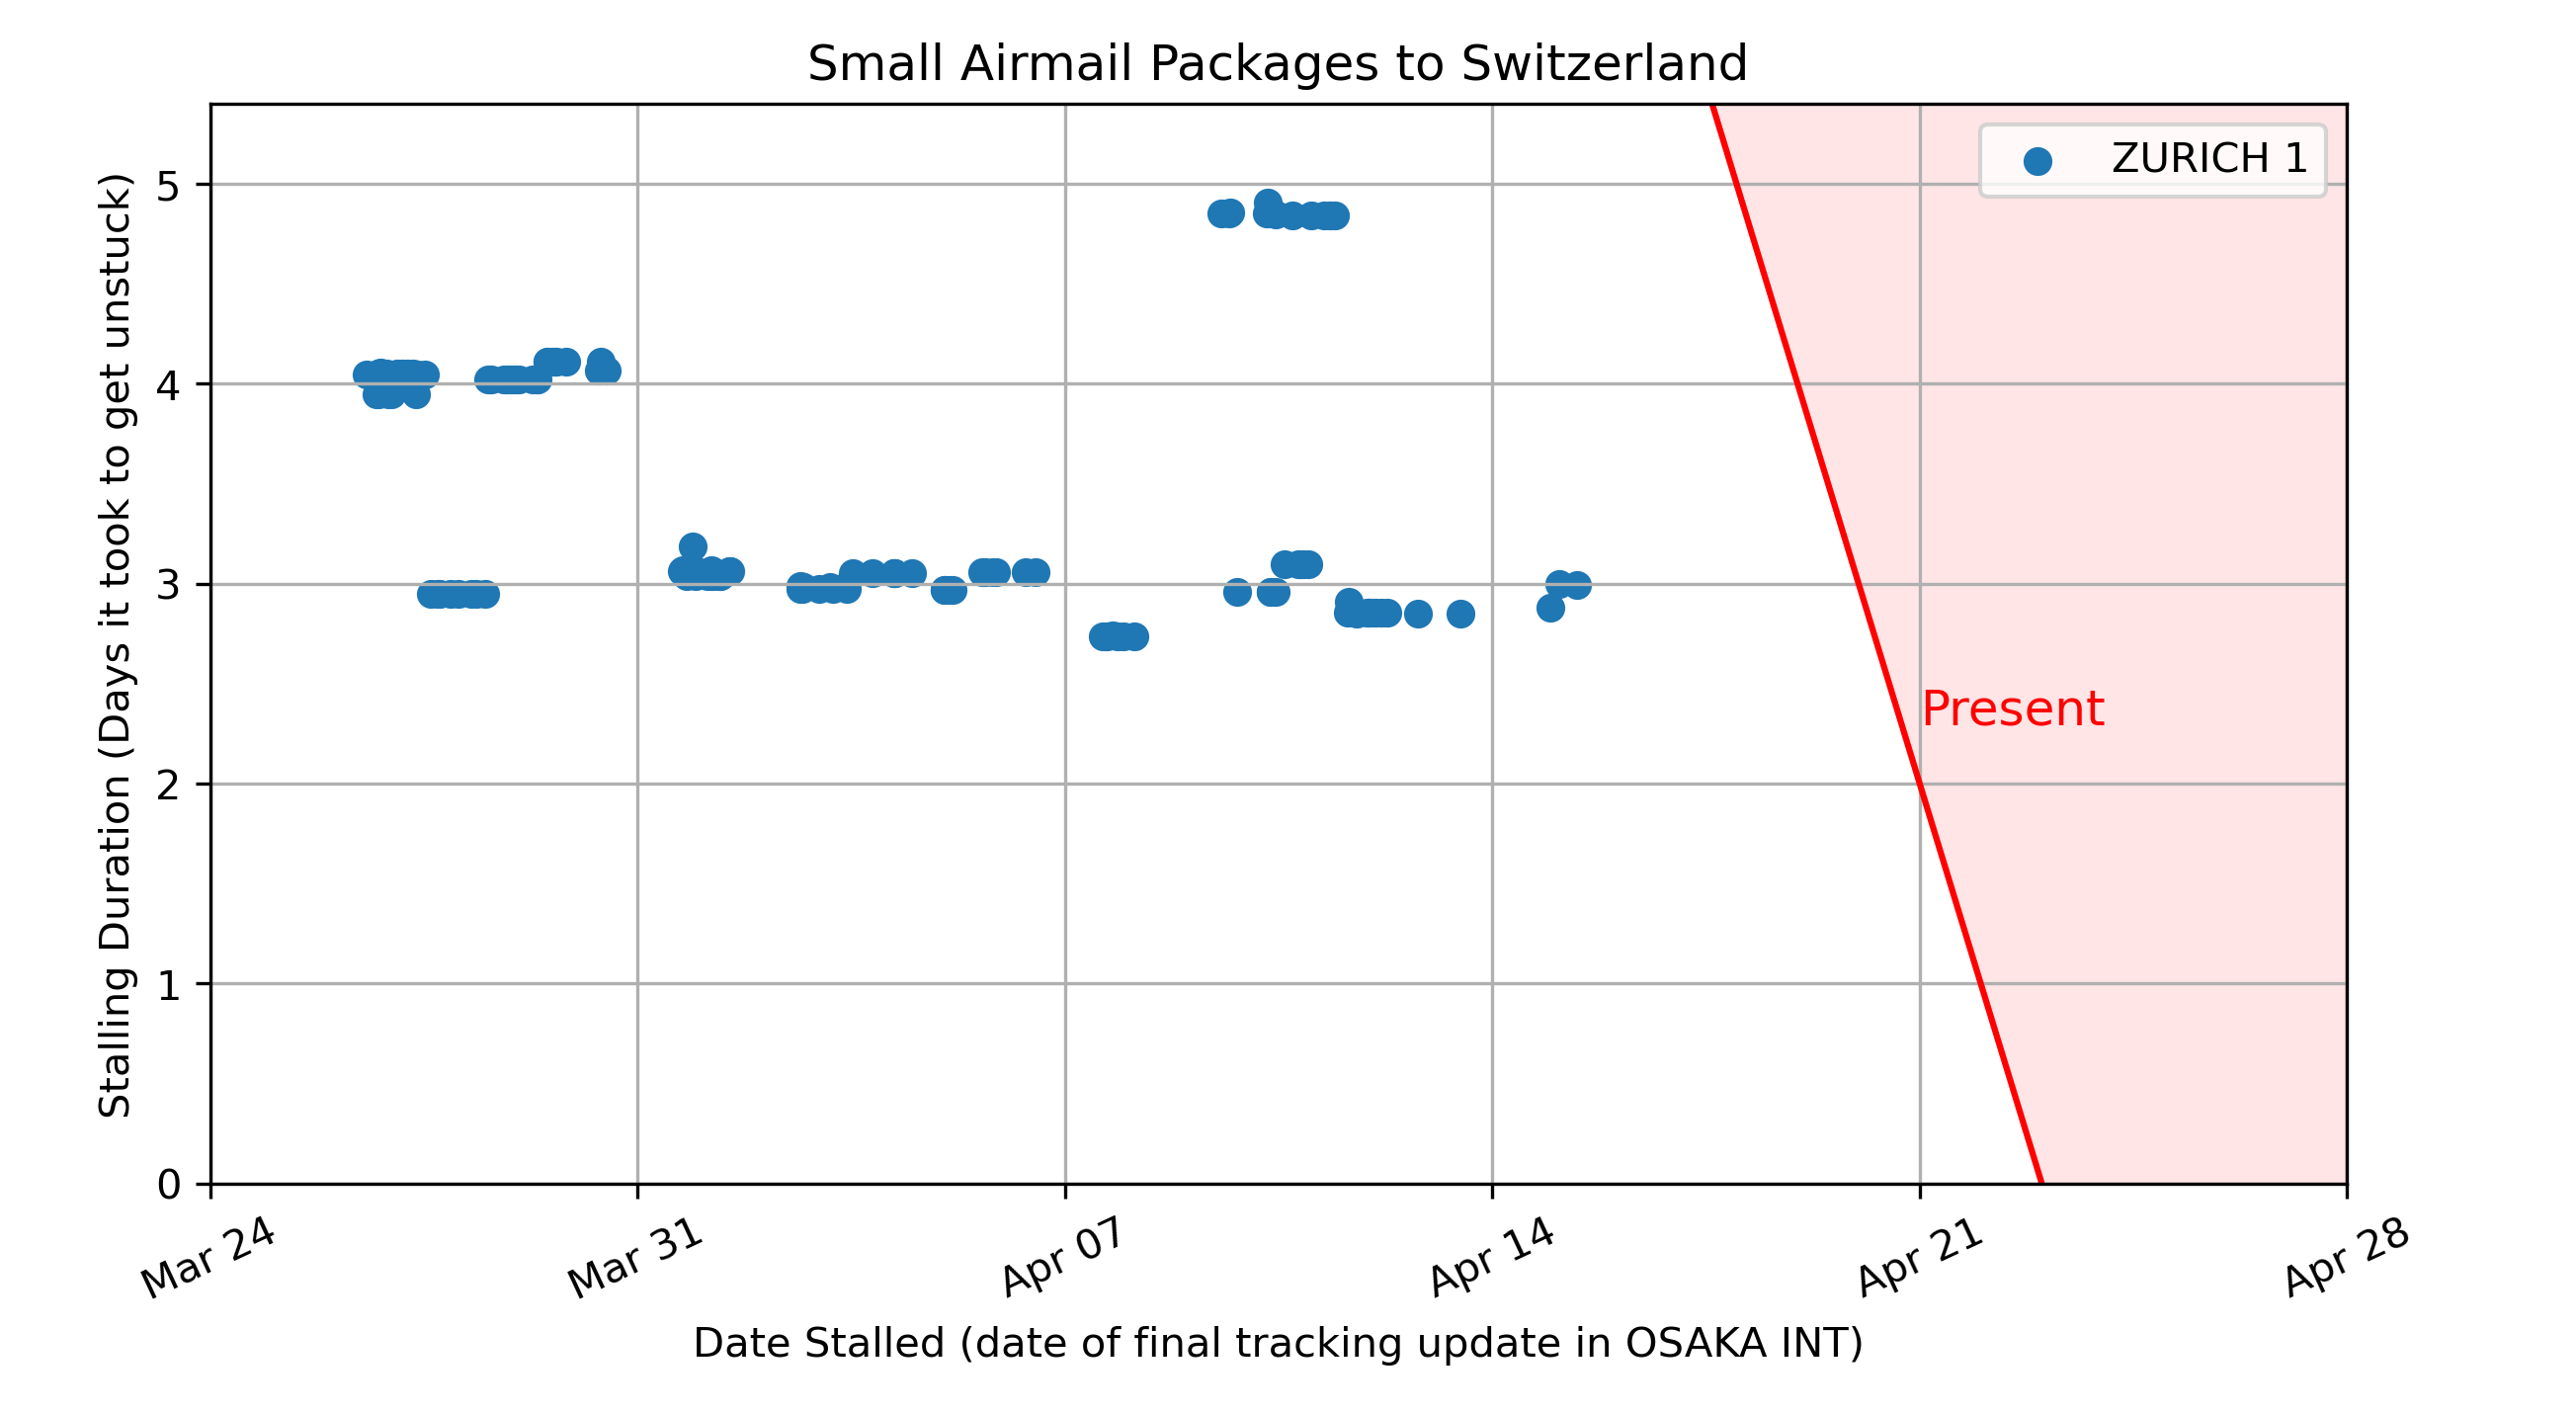 Small Airmail Packages to Switzerland
ZURICH 1
Stalling Duration (Days it took to get unstuck)
5
4
3
2
1
0
Present
Mar 24
Mar 31
Apr 07
Apr 14
Apr 21
Apr 28
Date Stalled (date of final tracking update in OSAKA INT)